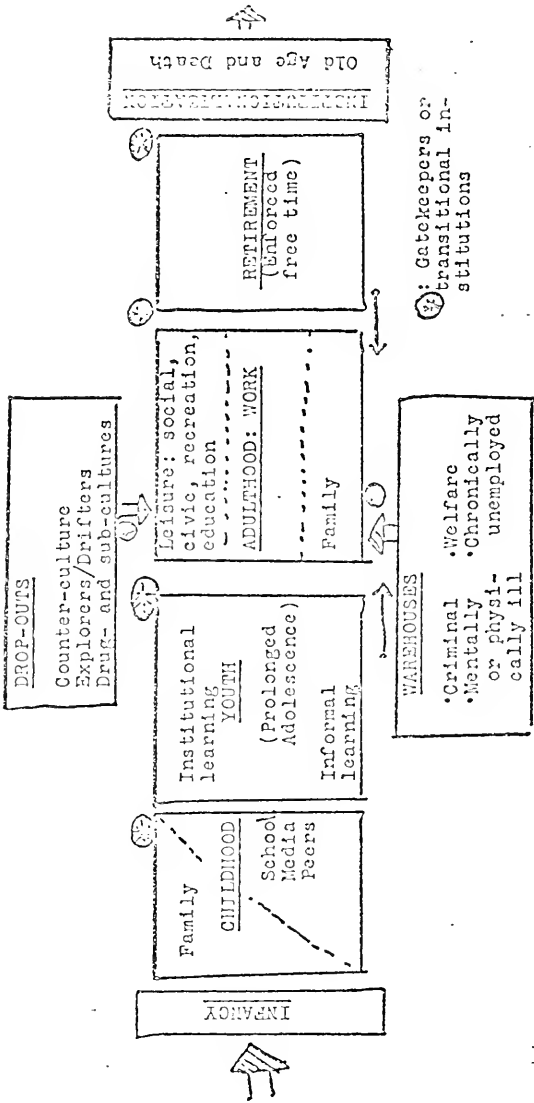 INFANCY
Family
CHILDHOOD
School
Media
Peers
Institutional
learning
YOUTH
(Prolonged
Adolescence)
Informal
learning
DROP-OUTS
Counter-culture
Explorers/Drifters
Drug- and sub-cultures
Leisure: social,
civic, recreation,
education
ADULTHOOD: WORK
Family
WAREHOUSES
•Criminal
•Mentally
or physi-
cally ill
•Welfare
•Chronically
unemployed
RETIREMENT
(Enforced
free time)
INSTITUTIONALIZATION
Old Age and Death
: Gatekeepers or
transitional in-
stitutions